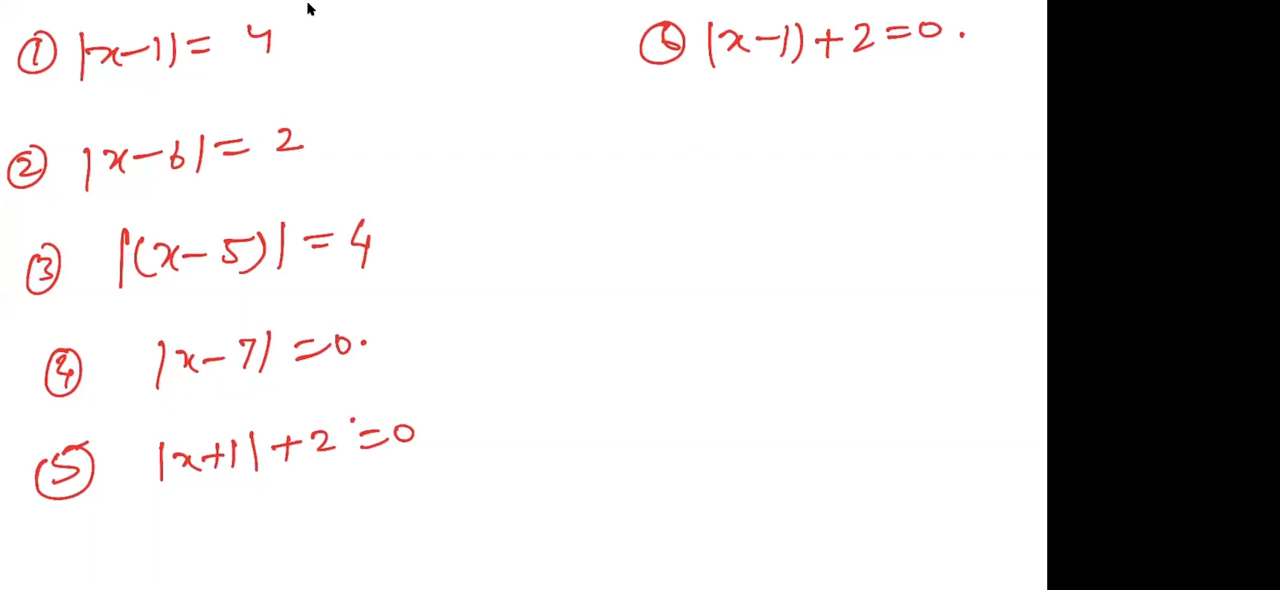 ① |x-1| = 4
② |x-6| = 2
③ |(x-5)| = 4
④ |x-7| = 0.
⑤ |x+1| + 2 = 0
⑥ |x-1| + 2 = 0.